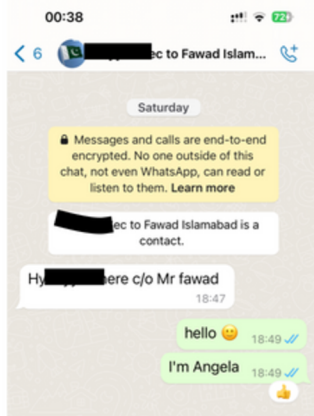 00:38
72
6
ec to Fawad Islam...
Saturday
Messages and calls are end-to-end
encrypted. No one outside of this
chat, not even WhatsApp, can read or
listen to them. Learn more
ec to Fawad Islamabad is a
contact.
Hy ere c/o Mr fawad
18:47
hello 🙂 18:49
I'm Angela 18:49